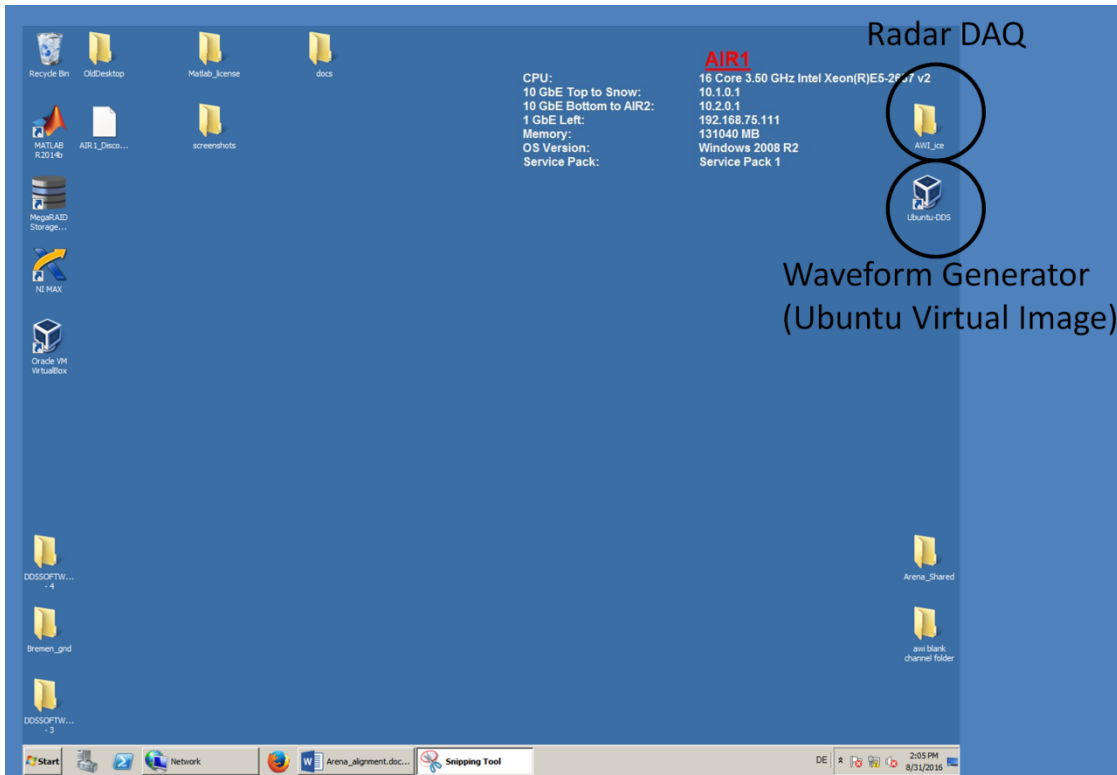 Radar DAQ
Recycle Bin
OldDesktop
Matlab_license
docs
AIR1
CPU: 16 Core 3.50 GHz Intel Xeon(R)E5-2637 v2
10 GbE Top to Snow: 10.1.0.1
10 GbE Bottom to AIR2: 10.2.0.1
1 GbE Left: 192.168.75.111
Memory: 131040 MB
OS Version: Windows 2008 R2
Service Pack: Service Pack 1
MATLAB
R2014b
AIR1_Disco...
screenshots
AWI_ice
MegaRAID
Storage...
Ubuntu-DDS
NI MAX
Waveform Generator
(Ubuntu Virtual Image)
Oracle VM
VirtualBox
DDSSOFTW...
- 4
Arena_Shared
Bremen_gnd
awi blank
channel folder
DDSSOFTW...
- 3
Start
Network
Arena_alignment.doc...
Snipping Tool
DE
2:05 PM
8/31/2016